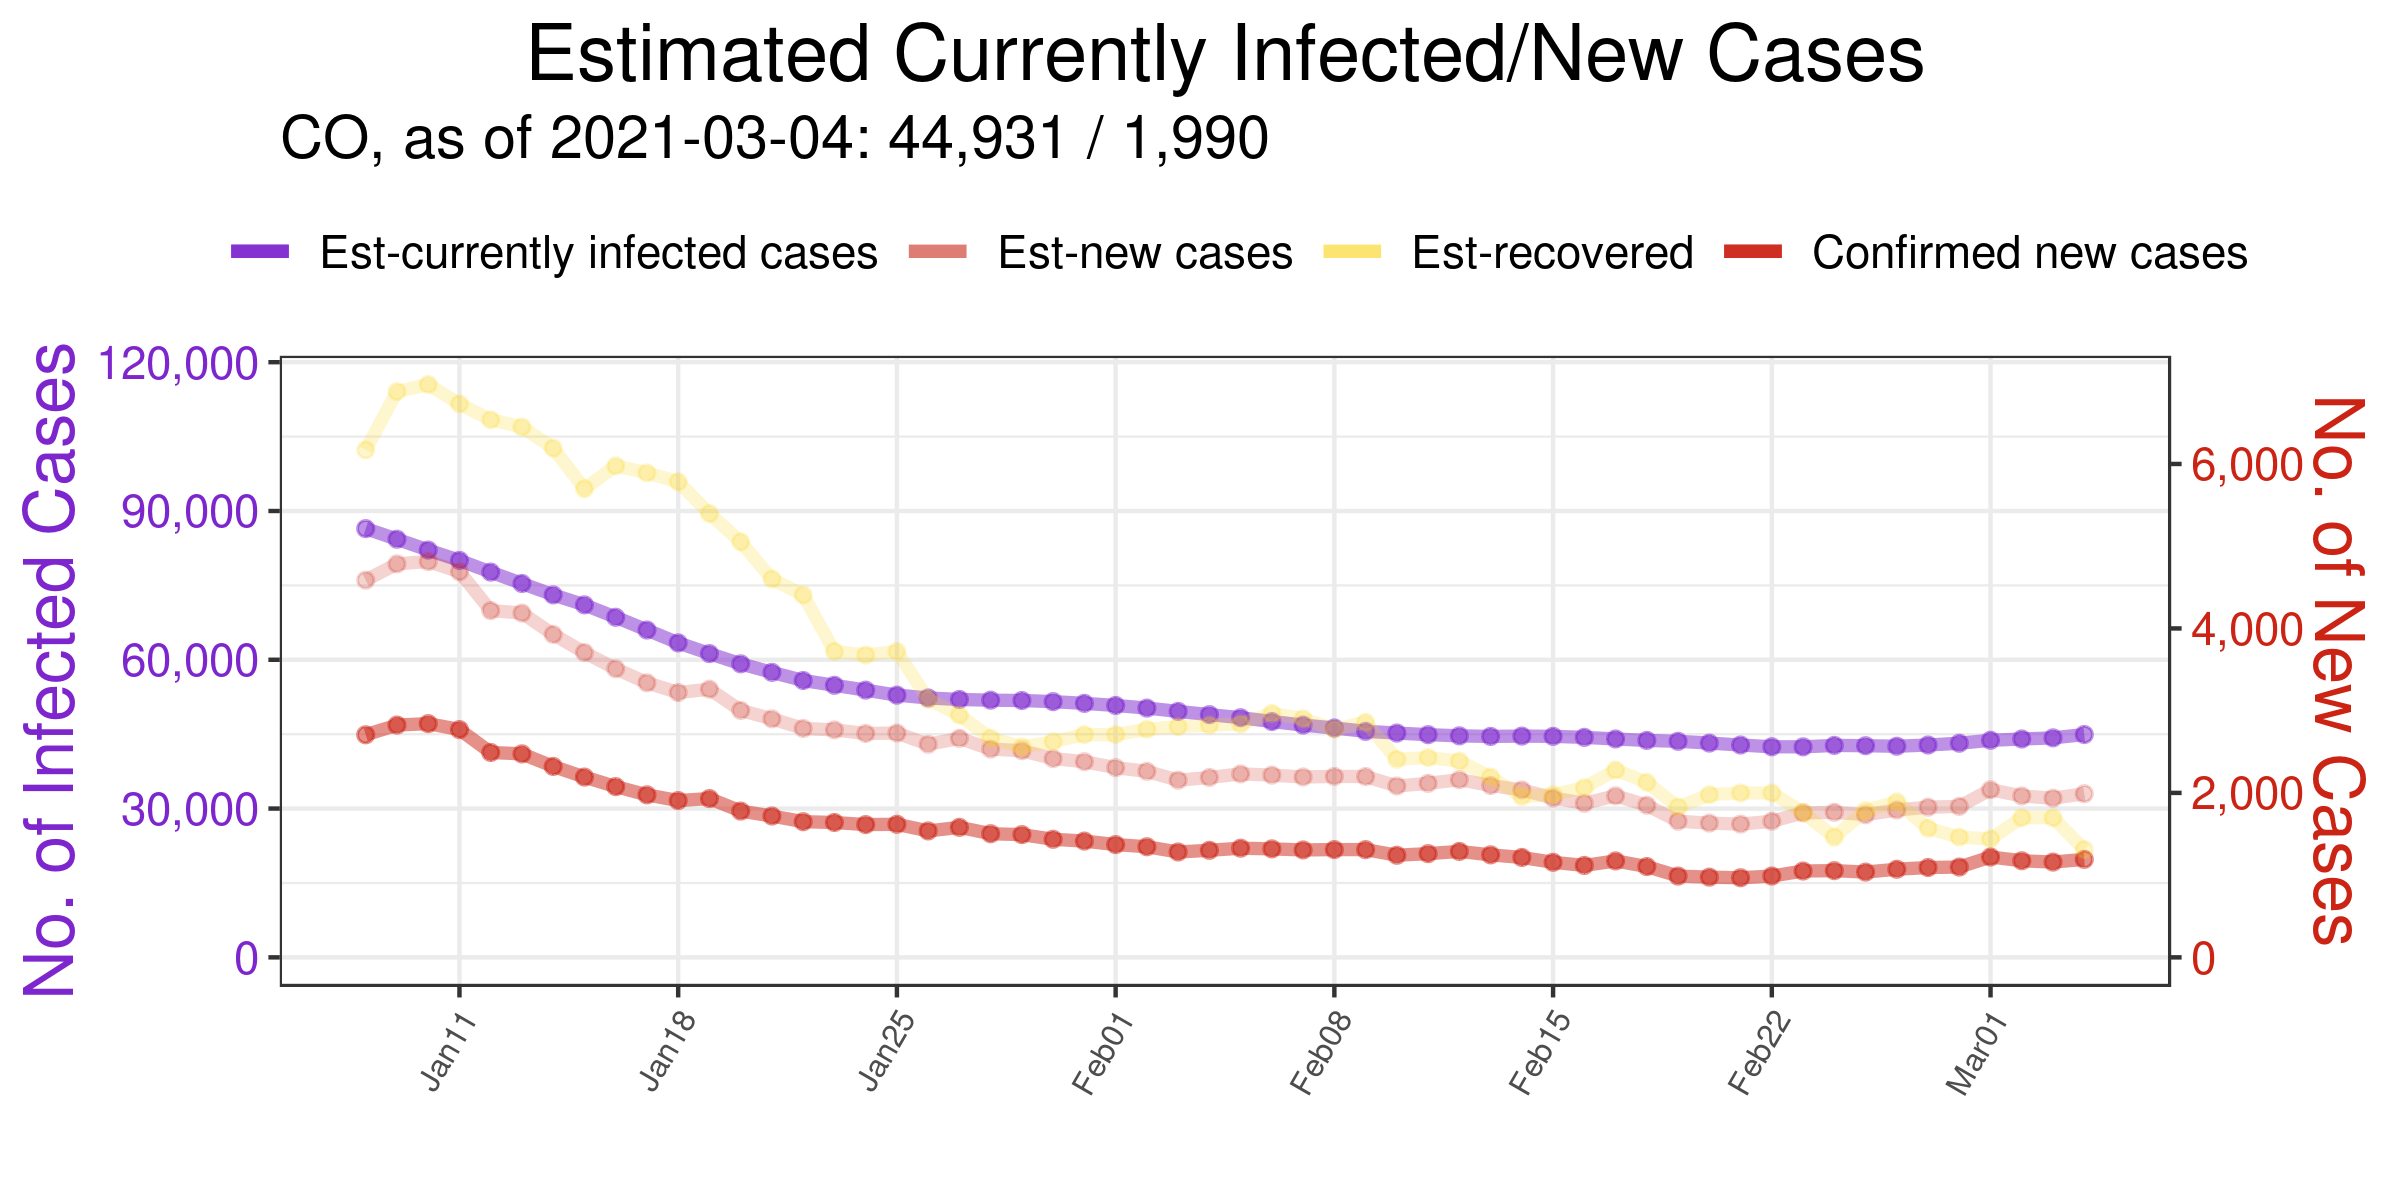 Estimated Currently Infected/New Cases
CO, as of 2021-03-04: 44,931 / 1,990
Est-currently infected cases Est-new cases Est-recovered Confirmed new cases
No. of Infected Cases
120,000
90,000
60,000
30,000
0
6,000
4,000
2,000
0
No. of New Cases
Jan11 Jan18 Jan25 Feb01 Feb08 Feb15 Feb22 Mar01